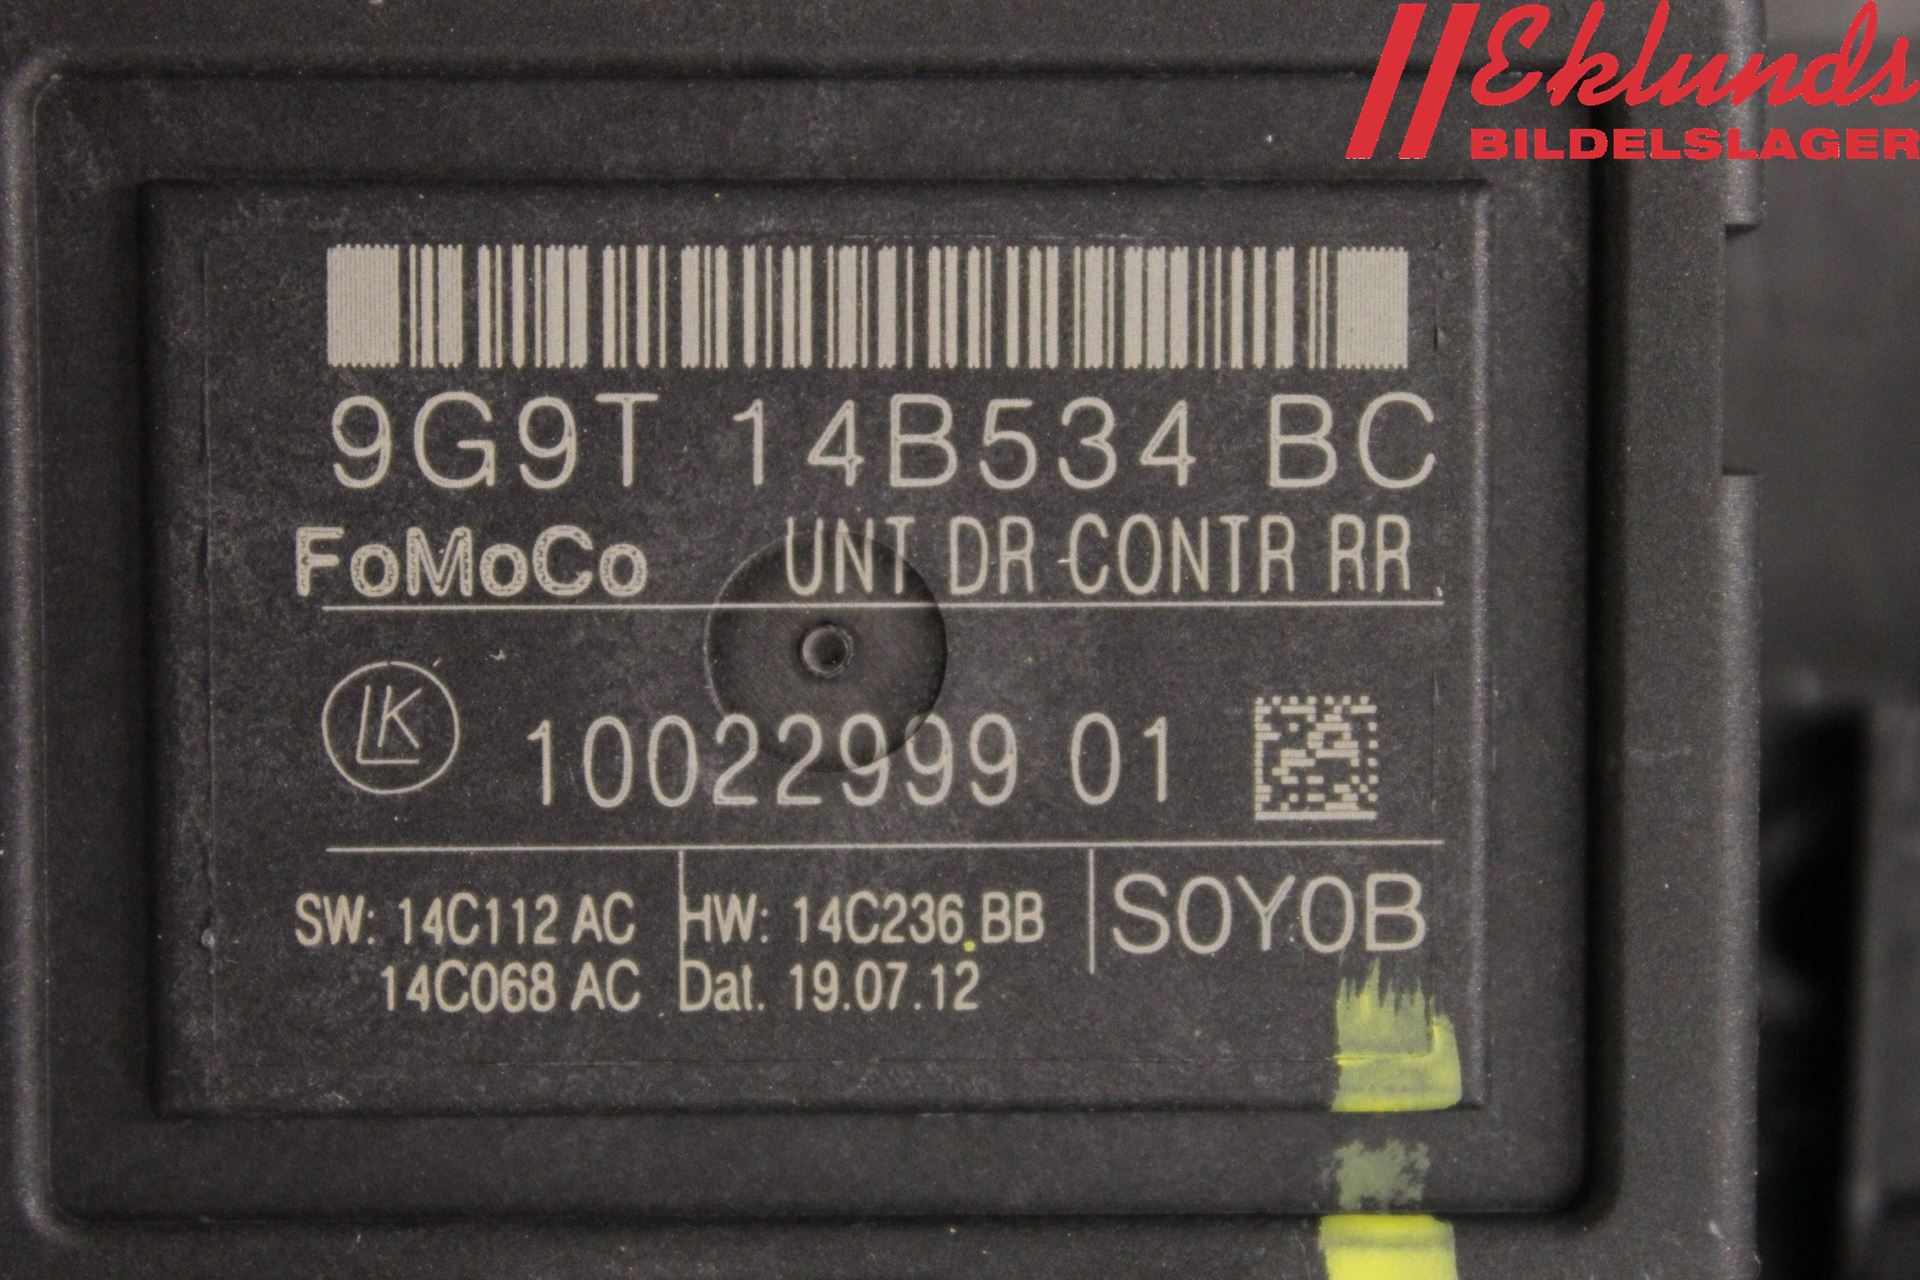 Eklunds
BILDELSLAGER
9G9T 14B534 BC
FoMoCo UNT DR CONTR RR
LK 10022999 01
SW: 14C112 AC HW: 14C236 BB S0Y0B
14C068 AC Dat. 19.07.12